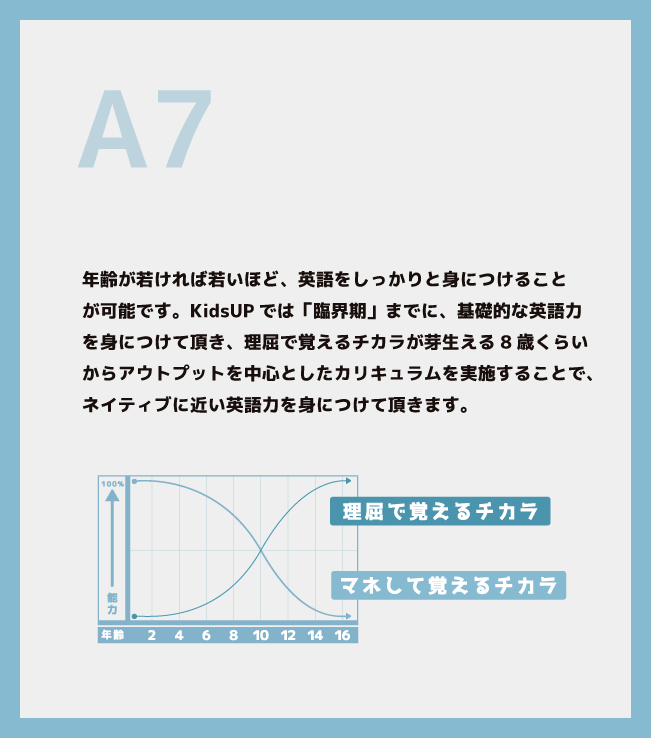 A7
年齢が若ければ若いほど、英語をしっかりと身につけること
が可能です。KidsUP では「臨界期」までに、基礎的な英語力
を身につけて頂き、理屈で覚えるチカラが芽生える 8 歳くらい
からアウトプットを中心としたカリキュラムを実施することで、
ネイティブに近い英語力を身につけて頂きます。
100%
理屈で覚えるチカラ
マネして覚えるチカラ
能力
年齢 2 4 6 8 10 12 14 16